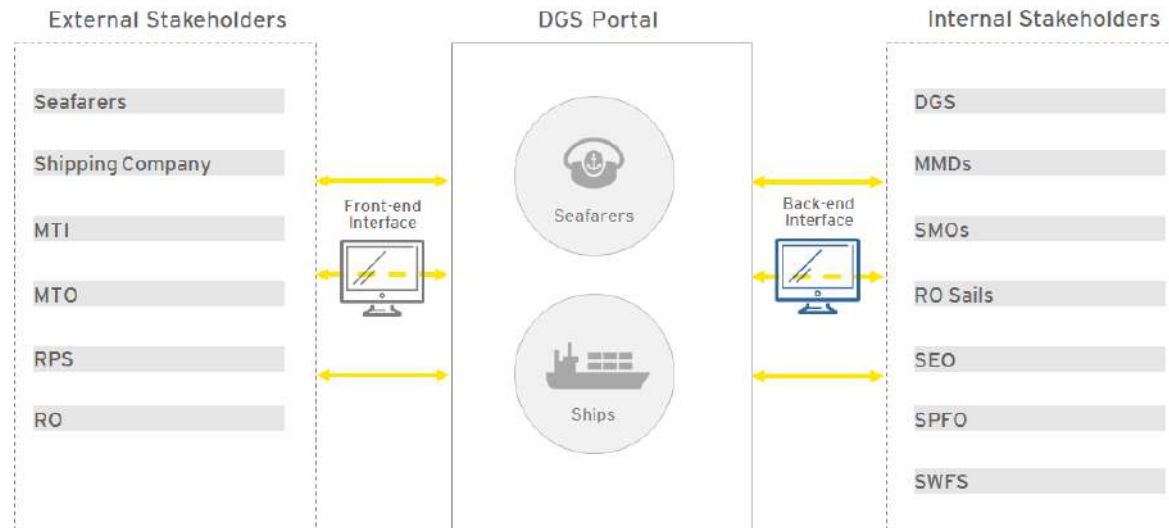 External Stakeholders
DGS Portal
Internal Stakeholders
Seafarers
Shipping Company
MTI
MTO
RPS
RO
Front-end
Interface
Seafarers
Ships
Back-end
Interface
DGS
MMDs
SMOs
RO Sails
SEO
SPFO
SWFS